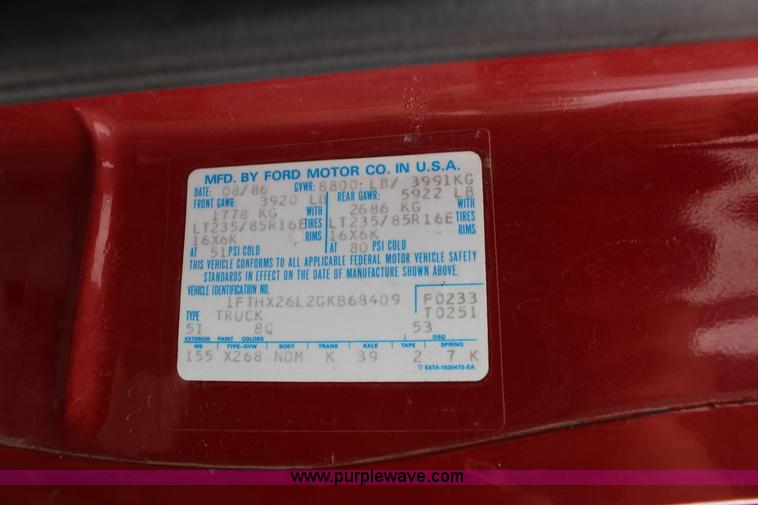 MFD. BY FORD MOTOR CO. IN U.S.A.
DATE: 08/86 GVWR: 8800 LB/ 3991KG
FRONT GAWR: 3920 LB REAR GAWR: 5922 LB
1778 KG WITH 2686 KG WITH
LT235/85R16E TIRES LT235/85R16E TIRES
16X6K RIMS 16X6K RIMS
AT 51 PSI COLD AT 80 PSI COLD
THIS VEHICLE CONFORMS TO ALL APPLICABLE FEDERAL MOTOR VEHICLE SAFETY
STANDARDS IN EFFECT ON THE DATE OF MANUFACTURE SHOWN ABOVE.
VEHICLE IDENTIFICATION NO.
1FTHX26L2GKB68409 F0233
TYPE TRUCK T0251
51 8Q 53
EXTERIOR PAINT COLORS DSO
WB TYPE-GVW BODY TRANS AXLE TAPE SPRING
155 X268 NDM K 39 2 7 K
E4TA-1020472-EA
www.purplewave.com